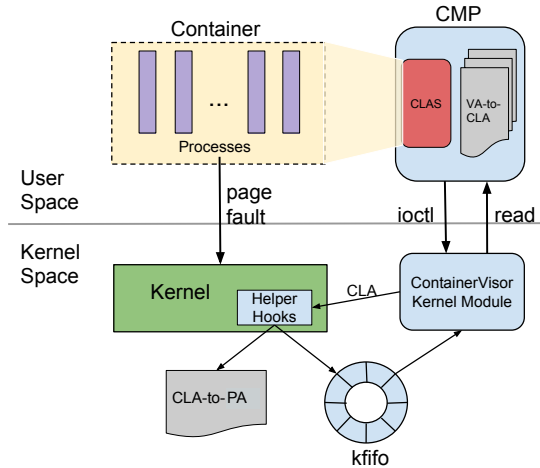 Container
CMP
CLAS
VA-to-
CLA
...
Processes
User
Space
page
fault
ioctl
read
Kernel
Space
Kernel
Helper
Hooks
CLA
ContainerVisor
Kernel Module
CLA-to-PA
kfifo